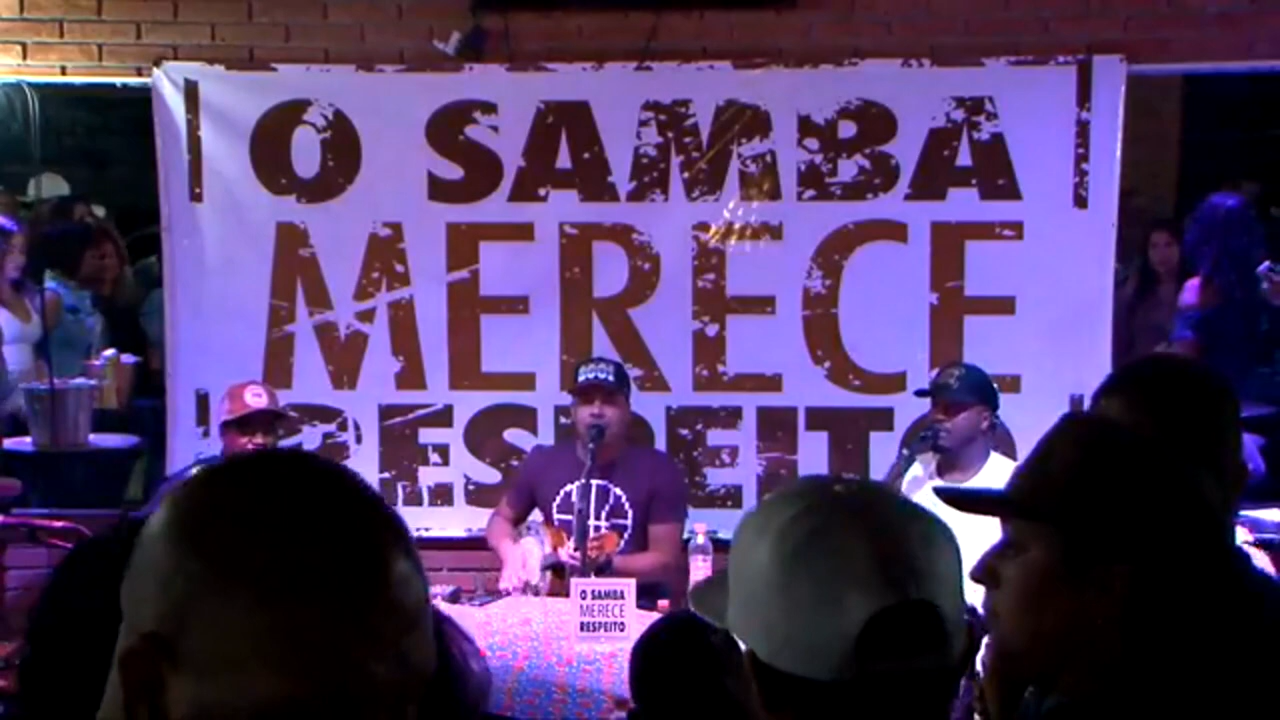 O SAMBA
MERECE
RESPEITO
O SAMBA
MERECE
RESPEITO